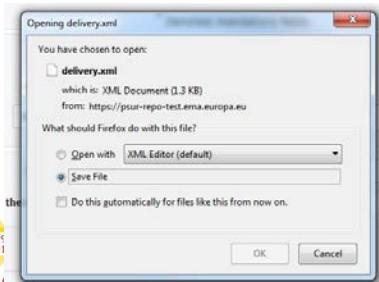 Opening delivery.xml
You have chosen to open:
delivery.xml
which is: XML Document (1.3 KB)
from: https://psur-repo-test.ema.europa.eu
What should Firefox do with this file?
Open with XML Editor (default)
Save File
Do this automatically for files like this from now on.
the
OK Cancel